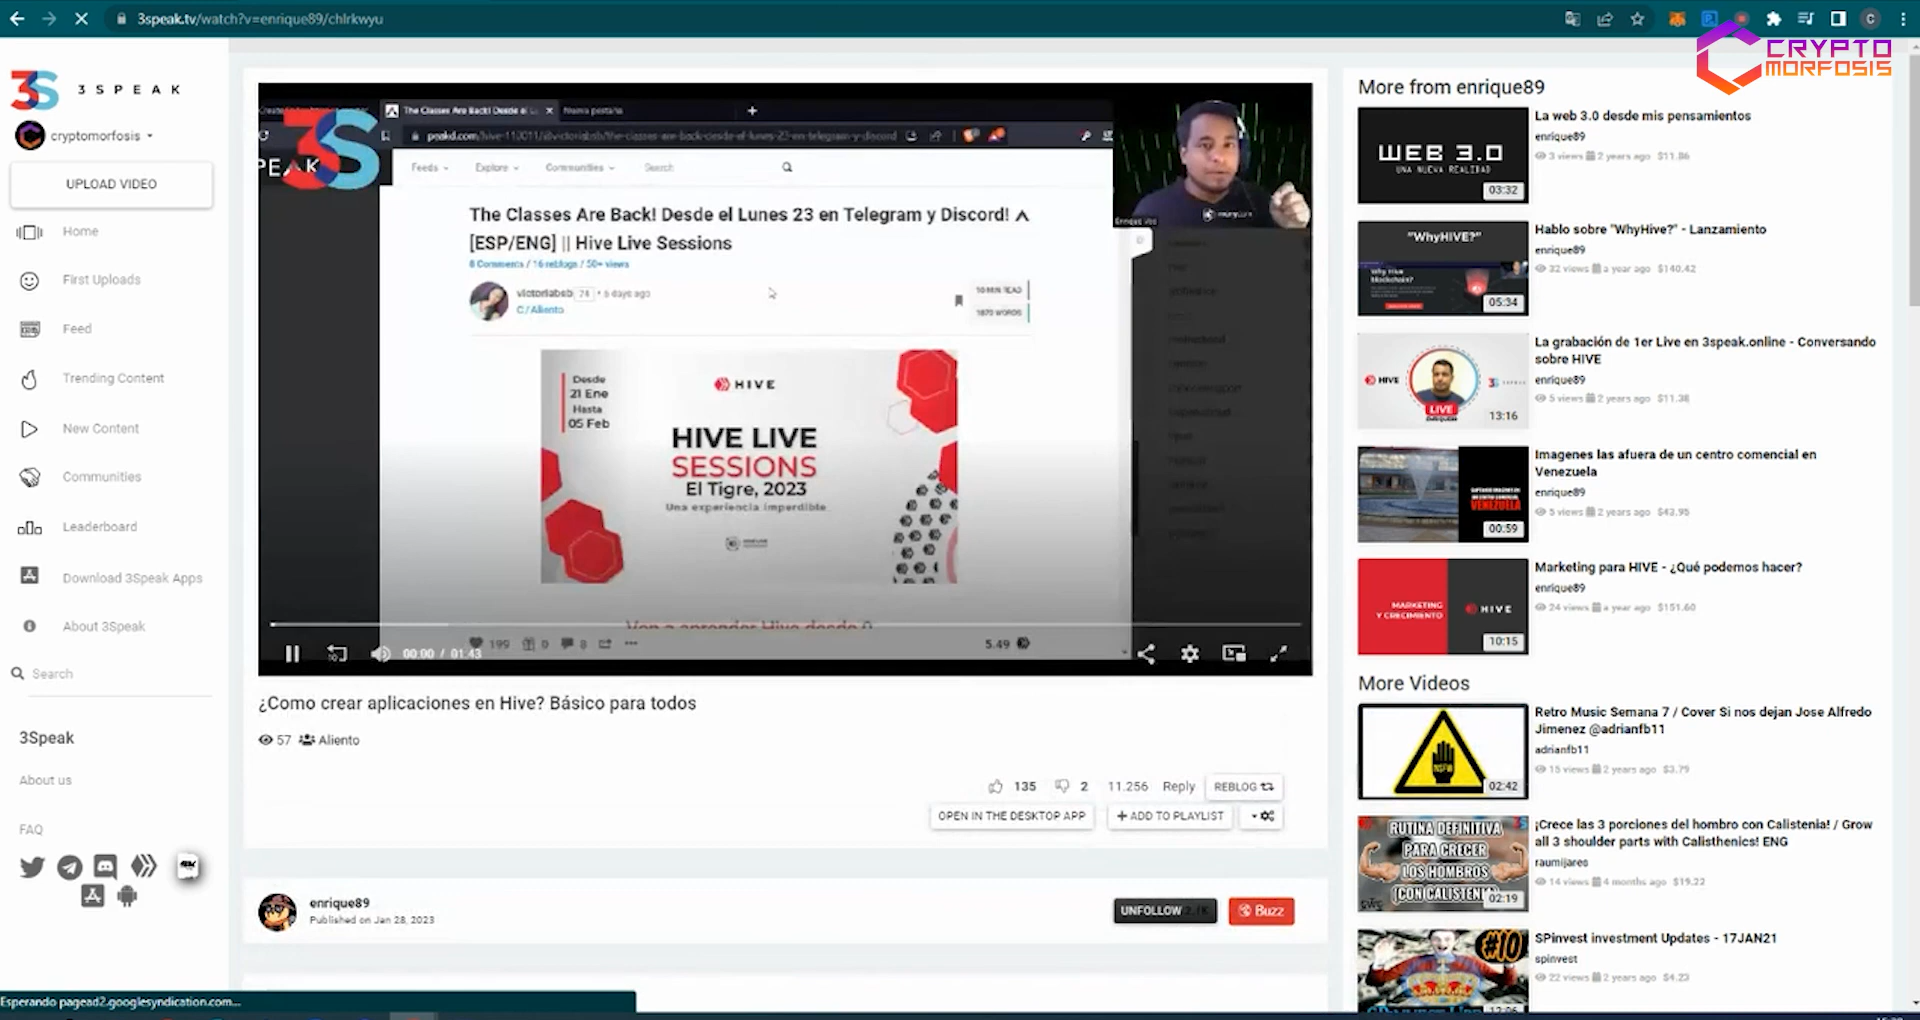 3speak.tv/watch?v=enrique89/chlrkwyu
C
CRYPTO
MORFOSIS
3S 3SPEAK
cryptomorfosis
UPLOAD VIDEO
Home
First Uploads
Feed
Trending Content
New Content
Communities
Leaderboard
Download 3Speak Apps
About 3Speak
Search
3Speak
About us
FAQ
Esperando pagead2.googlesyndication.com...
The Classes Are Back! Desde el L
Nueva pestaña
peakd.com/hive-110011/@victoriabsb/the-classes-are-back-desde-el-lunes-23-en-telegram-y-discord
3S
PEAK
Feeds
Explore
Communities
Search
The Classes Are Back! Desde el Lunes 23 en Telegram y Discord!
[ESP/ENG] || Hive Live Sessions
8 Comments / 16 reblogs / 50+ views
victoriabsb 74 • 5 days ago
C/Aliento
10 MIN READ
1870 WORDS
Desde
21 Ene
Hasta
05 Feb
HIVE
HIVE LIVE
SESSIONS
El Tigre, 2023
Una experiencia imperdible
Ven a aprender Hive desde 0
199
0
8
5.49
00:00 / 01:43
¿Como crear aplicaciones en Hive? Básico para todos
57 Aliento
135 2 11.256 Reply REBLOG
OPEN IN THE DESKTOP APP
+ ADD TO PLAYLIST
enrique89
Published on Jan 28, 2023
UNFOLLOW
Buzz
More from enrique89
WEB 3.0
UNA NUEVA REALIDAD
03:32
La web 3.0 desde mis pensamientos
enrique89
3 views 2 years ago $11.86
"WHyHIVE?"
Why Hive
blockchain?
05:34
Hablo sobre "WhyHive?" - Lanzamiento
enrique89
32 views a year ago $140.42
HIVE
LIVE
13:16
La grabación de 1er Live en 3speak.online - Conversando
sobre HIVE
enrique89
5 views 2 years ago $11.38
VENEZUELA
00:59
Imagenes las afuera de un centro comercial en
Venezuela
enrique89
5 views 2 years ago $43.95
MARKETING
Y CRECIMIENTO
HIVE
10:15
Marketing para HIVE - ¿Qué podemos hacer?
enrique89
24 views a year ago $151.60
More Videos
NSFW
02:42
Retro Music Semana 7 / Cover Si nos dejan Jose Alfredo
Jimenez @adrianfb11
adrianfb11
15 views 2 years ago $3.79
RUTINA DEFINITIVA
PARA CRECER
LOS HOMBROS
(CON CALISTENIA)
02:19
¡Crece las 3 porciones del hombro con Calistenia! / Grow
all 3 shoulder parts with Calisthenics! ENG
raumijares
14 views 4 months ago $19.22
#10
SPinvest investment Updates - 17JAN21
spinvest
22 views 2 years ago $4.23